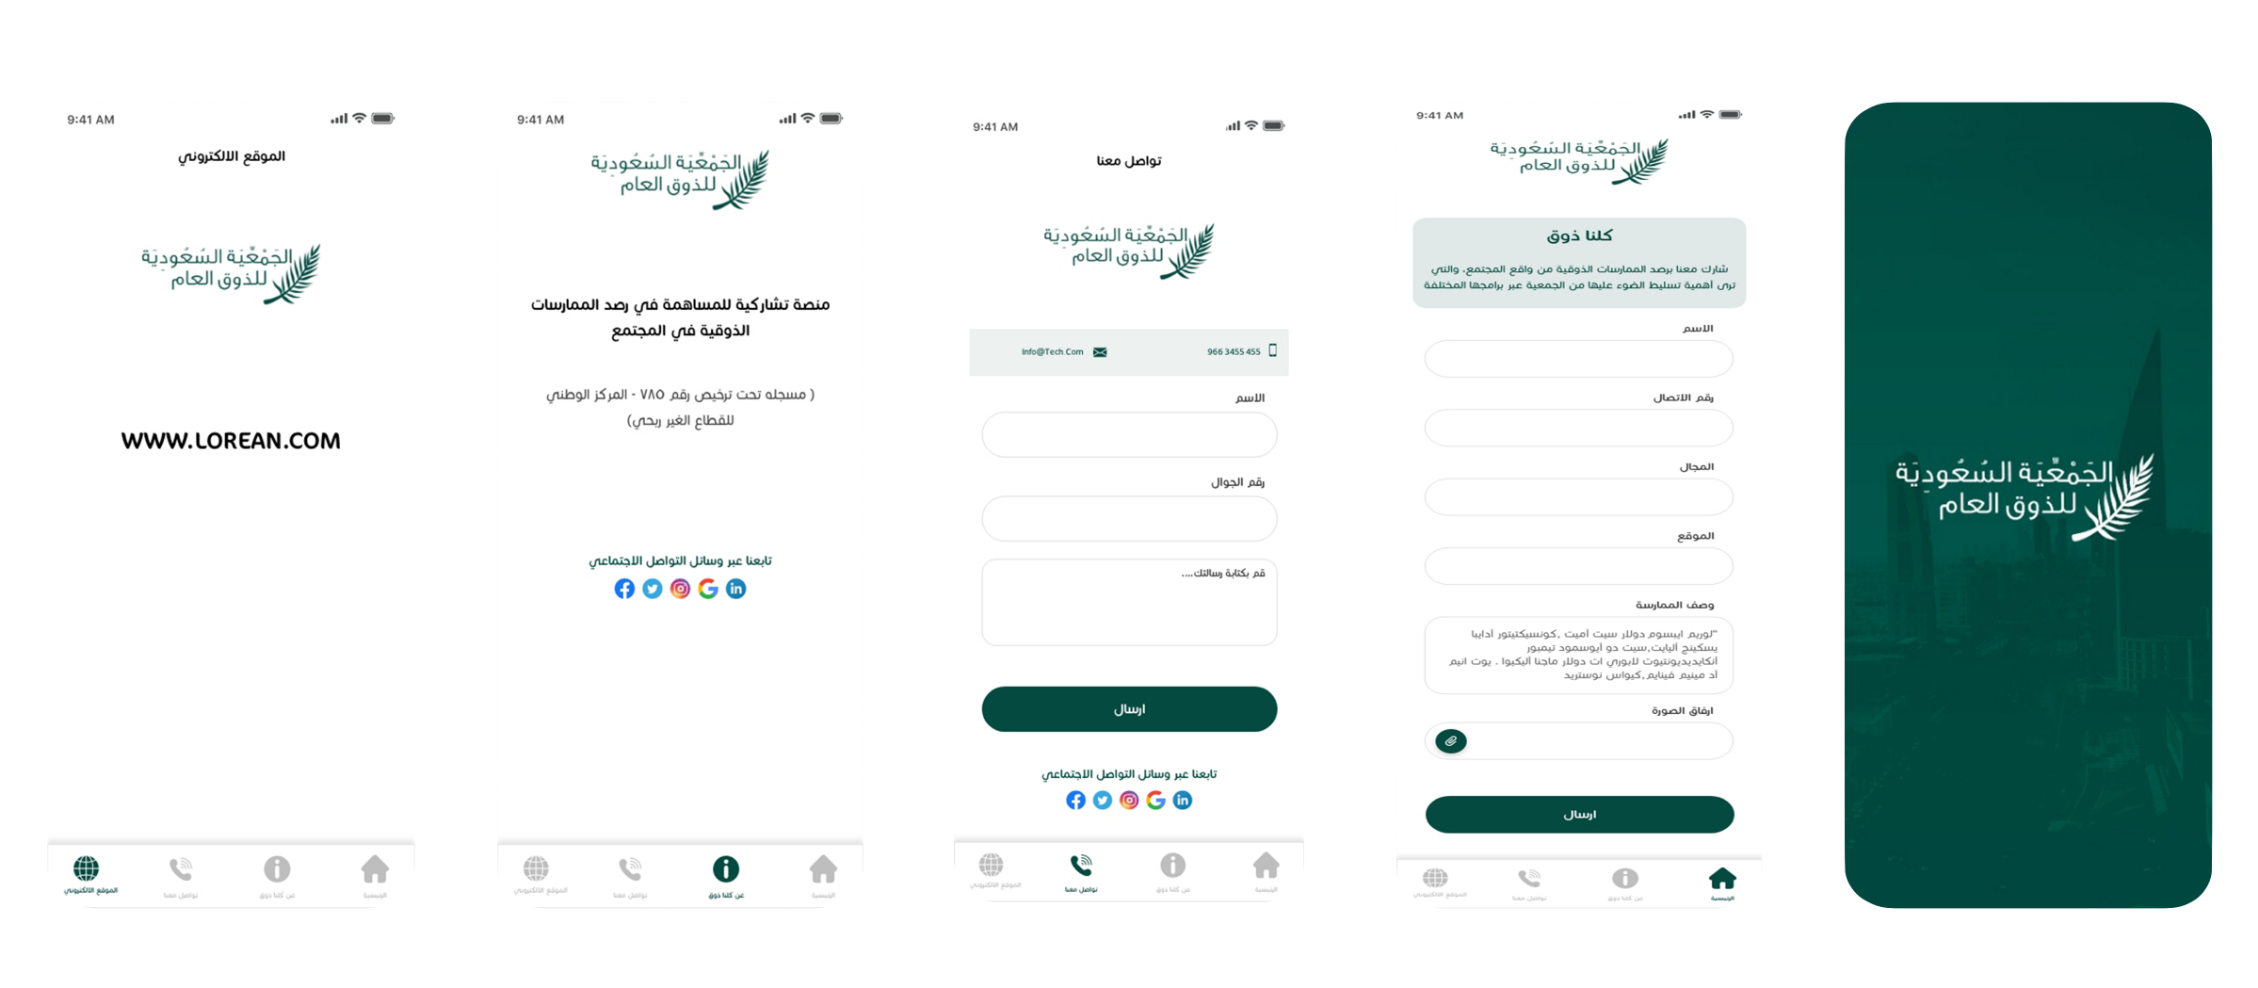 الجَمْعِّيَة السُعُودِيَة
للذوق العام
9:41 AM
الجَمْعِّيَة السُعُودِيَة
للذوق العام
كلنا ذوق
شارك معنا برصد الممارسات الذوقية من واقع المجتمع، والتي
ترى أهمية تسليط الضوء عليها من الجمعية عبر برامجها المختلفة
الاسم
رقم الاتصال
المجال
الموقع
وصف الممارسة
"لوريم ايبسوم دولار سيت أميت ,كونسيكتيتور أدايبا
يسكينج أليايت,سيت دو أيوسمود تيمبور
أنكايديديونتيوت لابوري ات دولار ماجنا أليكيوا . يوت انيم
أد مينيم فينايم,كيواس نوستريد
ارفاق الصورة
ارسال
الرئيسية
عن كلنا ذوق
تواصل معنا
الموقع الالكتروني
9:41 AM
تواصل معنا
الجَمْعِّيَة السُعُودِيَة
للذوق العام
966 3455 455
Info@Tech.Com
الاسم
رقم الجوال
قم بكتابة رسالتك....
ارسال
تابعنا عبر وسائل التواصل الاجتماعي
الرئيسية
عن كلنا ذوق
تواصل معنا
الموقع الالكتروني
9:41 AM
الجَمْعِّيَة السُعُودِيَة
للذوق العام
منصة تشاركية للمساهمة في رصد الممارسات
الذوقية في المجتمع
( مسجله تحت ترخيص رقم ٧٨٥ - المركز الوطني
للقطاع الغير ربحي)
تابعنا عبر وسائل التواصل الاجتماعي
الرئيسية
عن كلنا ذوق
تواصل معنا
الموقع الالكتروني
9:41 AM
الموقع الالكتروني
الجَمْعِّيَة السُعُودِيَة
للذوق العام
WWW.LOREAN.COM
الرئيسية
عن كلنا ذوق
تواصل معنا
الموقع الالكتروني